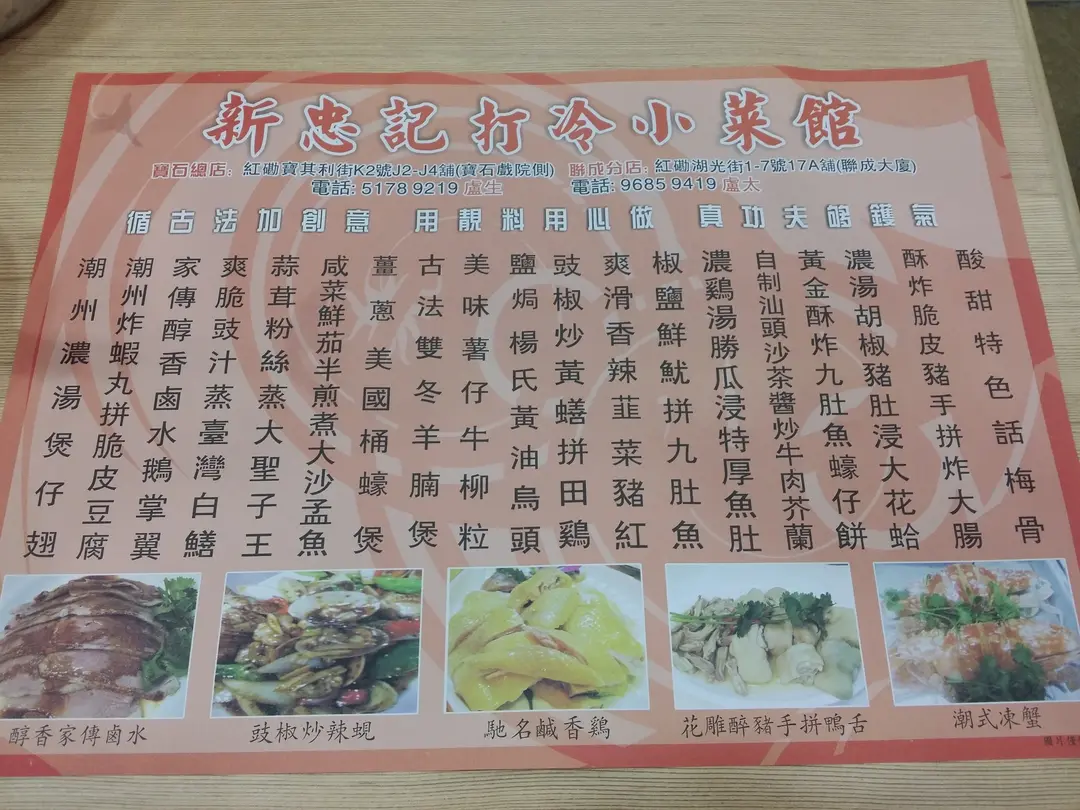 新忠記打冷小菜館
寶石總店：紅磡寶其利街K2號J2-J4舖(寶石戲院側) 聯成分店：紅磡湖光街1-7號17A舖(聯成大廈)
電話: 5178 9219 盧生 電話: 9685 9419 盧太
循古法加創意 用靚料用心做 真功夫夠鑊氣
酸甜特色話梅骨
酥炸脆皮豬手拼炸大腸
濃湯胡椒豬肚浸大花蛤
黃金酥炸九肚魚蠔仔餅
自制汕頭沙茶醬炒牛肉芥蘭
濃鷄湯勝瓜浸特厚魚肚
椒鹽鮮魷拼九肚魚
爽滑香辣韮菜豬紅
豉椒炒黃蟮拼田鷄
鹽焗楊氏黃油烏頭
美味薯仔牛柳粒
古法雙冬羊腩煲
薑蔥美國桶蠔煲
咸菜鮮茄半煎煮大沙孟魚
蒜茸粉絲蒸大聖子王
爽脆豉汁蒸臺灣白鱔
家傳醇香鹵水鵝掌翼
潮州炸蝦丸拼脆皮豆腐
潮州濃湯煲仔翅
醇香家傳鹵水
豉椒炒辣蜆
馳名鹹香鷄
花雕醉豬手拼鴨舌
潮式凍蟹